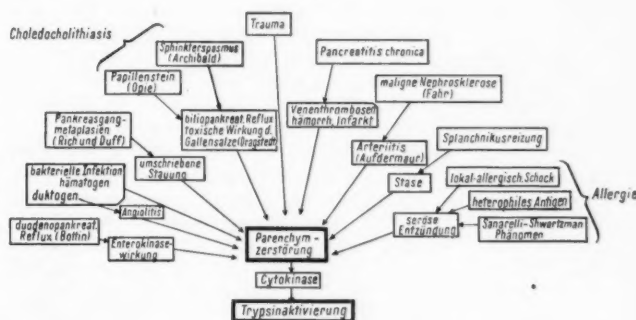 Choledocholithiasis
Trauma
Sphinkterspasmus
(Archibald)
Pancreatitis chronica
Papillenstein
(Opie)
maligne Nephrosklerose
(Fahr)
Pankreasgang-
metaplasien
(Rich und Duff)
biliopankreat. Reflux
toxische Wirkung d.
Gallensalze (Dragstedt)
Venenthrombosen
hämorrh. Infarkt
Splanchnikusreizung
Arteriitis
(Aufdermaur)
umschriebene
Stauung
bakterielle Infektion
hämatogen
duktogen
Stase
lokal-allergisch. Schock
Allergie
heterophiles Antigen
Angiolitis
duodenopankreat.
Reflux (Bottin)
Enterokinase-
wirkung
Parenchym-
zerstörung
seröse
Entzündung
Sanarelli-Shwartzman
Phänomen
Cytokinase
Trypsinaktivierung